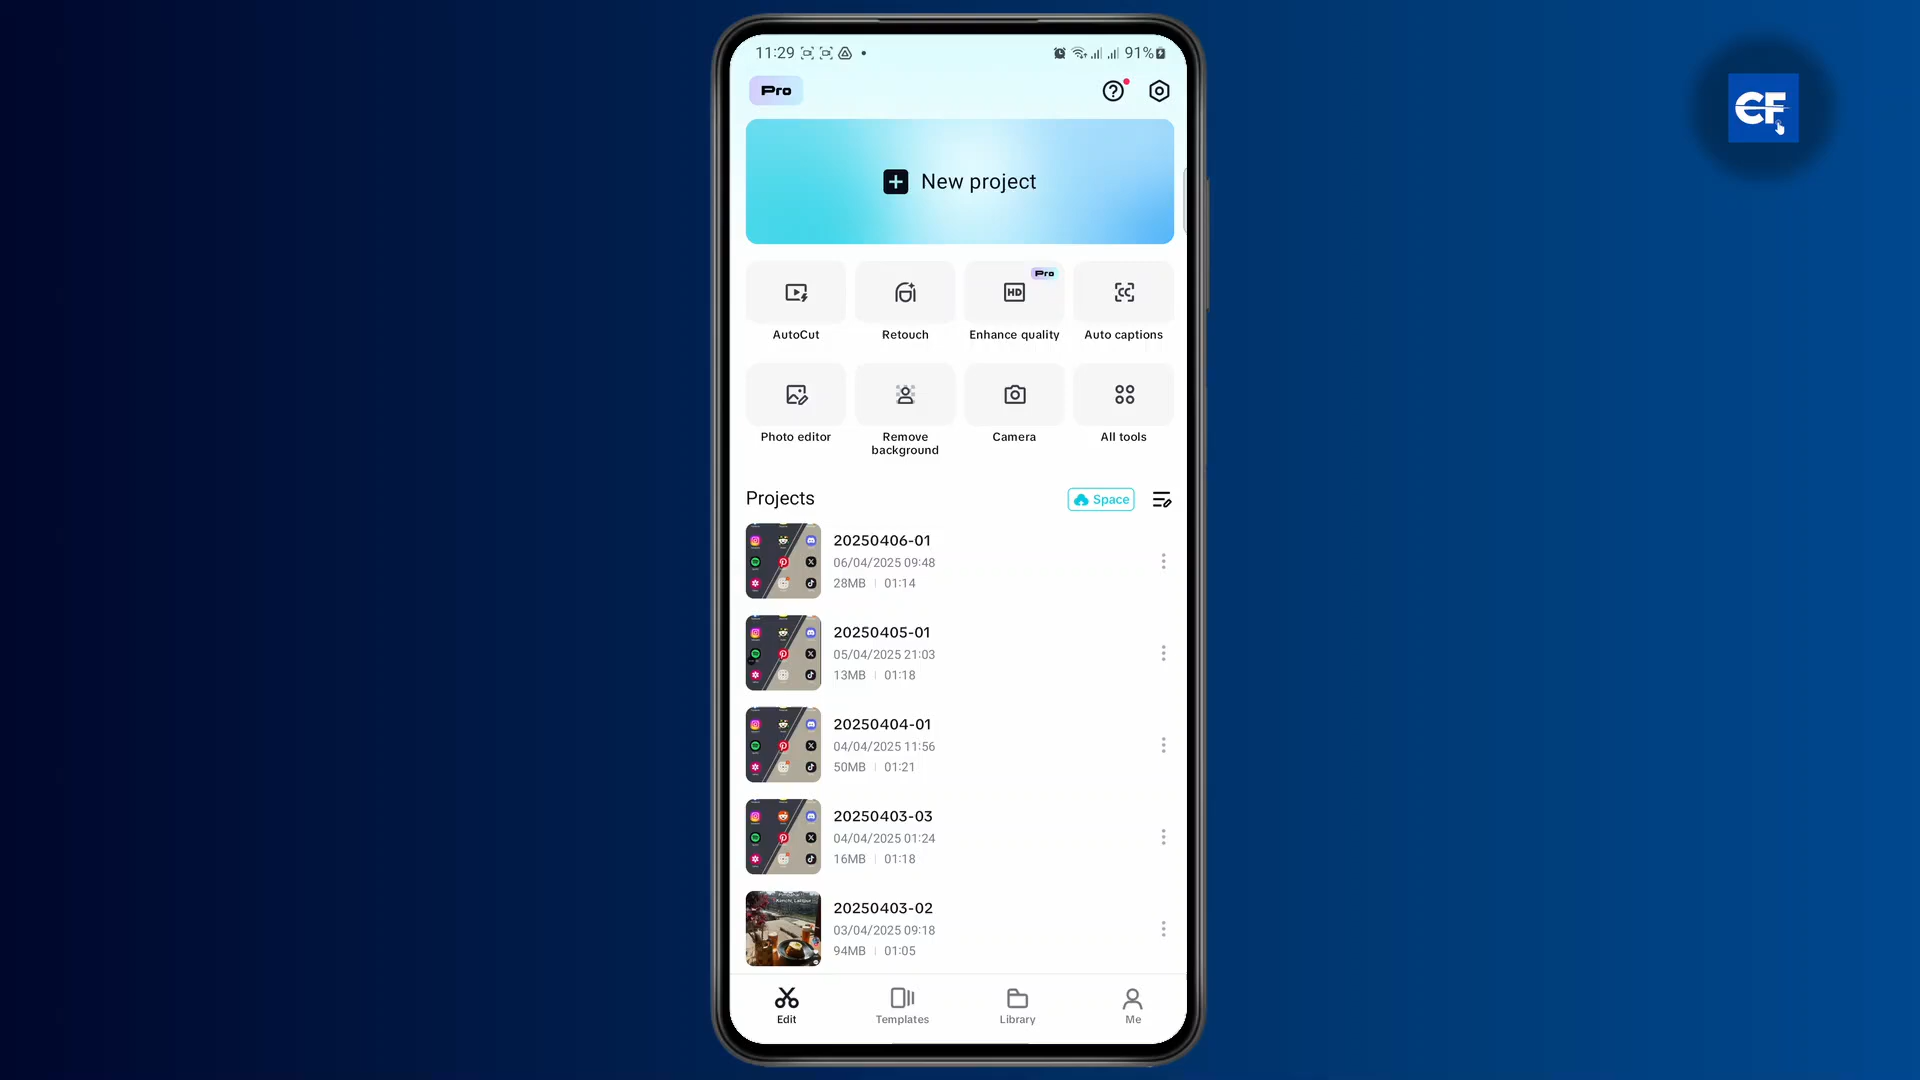 11:29
91%
Pro
CF
New project
Pro
AutoCut
Retouch
HD
Enhance quality
CC
Auto captions
Photo editor
Remove
background
Camera
All tools
Projects
Space
20250406-01
06/04/2025 09:48
28MB
01:14
20250405-01
05/04/2025 21:03
13MB
01:18
20250404-01
04/04/2025 11:56
50MB
01:21
20250403-03
04/04/2025 01:24
16MB
01:18
20250403-02
03/04/2025 09:18
94MB
01:05
Edit
Templates
Library
Me